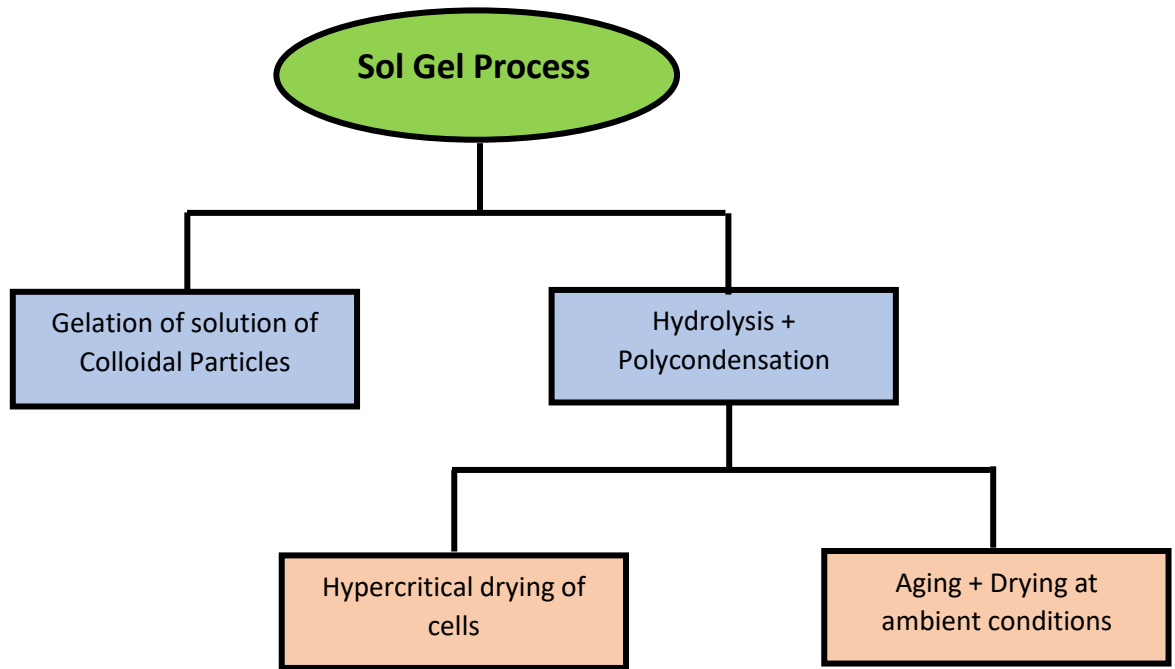 Sol Gel Process
Gelation of solution of
Colloidal Particles
Hydrolysis +
Polycondensation
Hypercritical drying of
cells
Aging + Drying at
ambient conditions